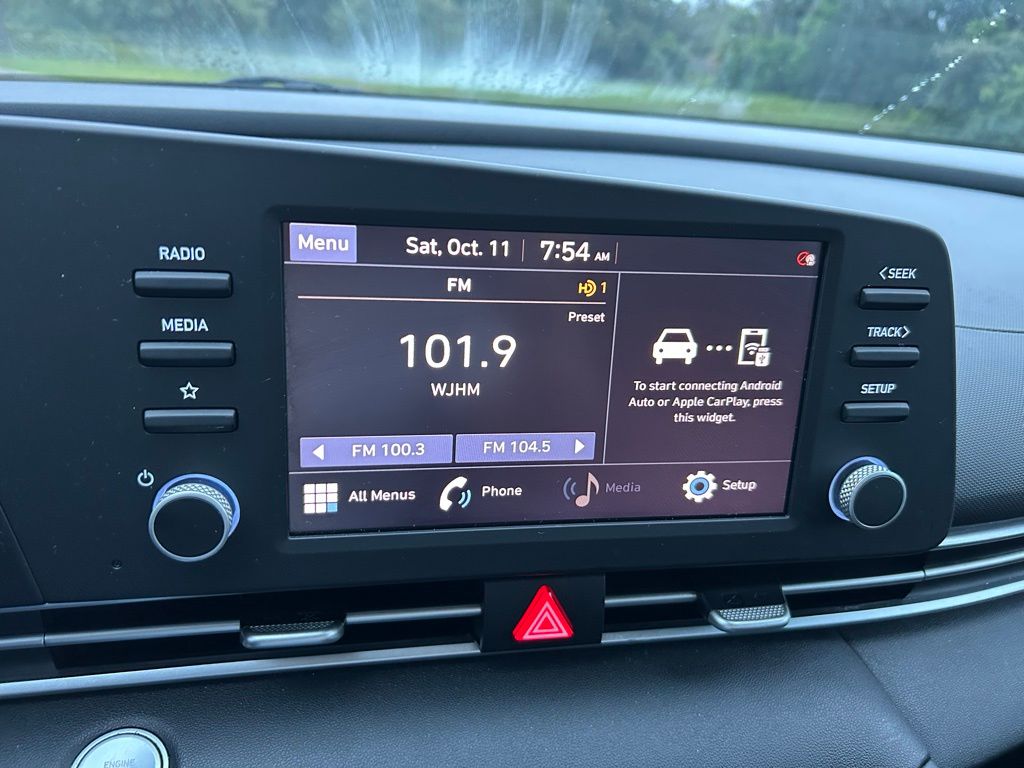 RADIO
MEDIA
Menu
Sat, Oct. 11
7:54 AM
FM
HD 1
Preset
101.9
WJHM
FM 100.3
FM 104.5
To start connecting Android
Auto or Apple CarPlay, press
this widget.
All Menus
Phone
Media
Setup
SEEK
TRACK
SETUP
ENGINE